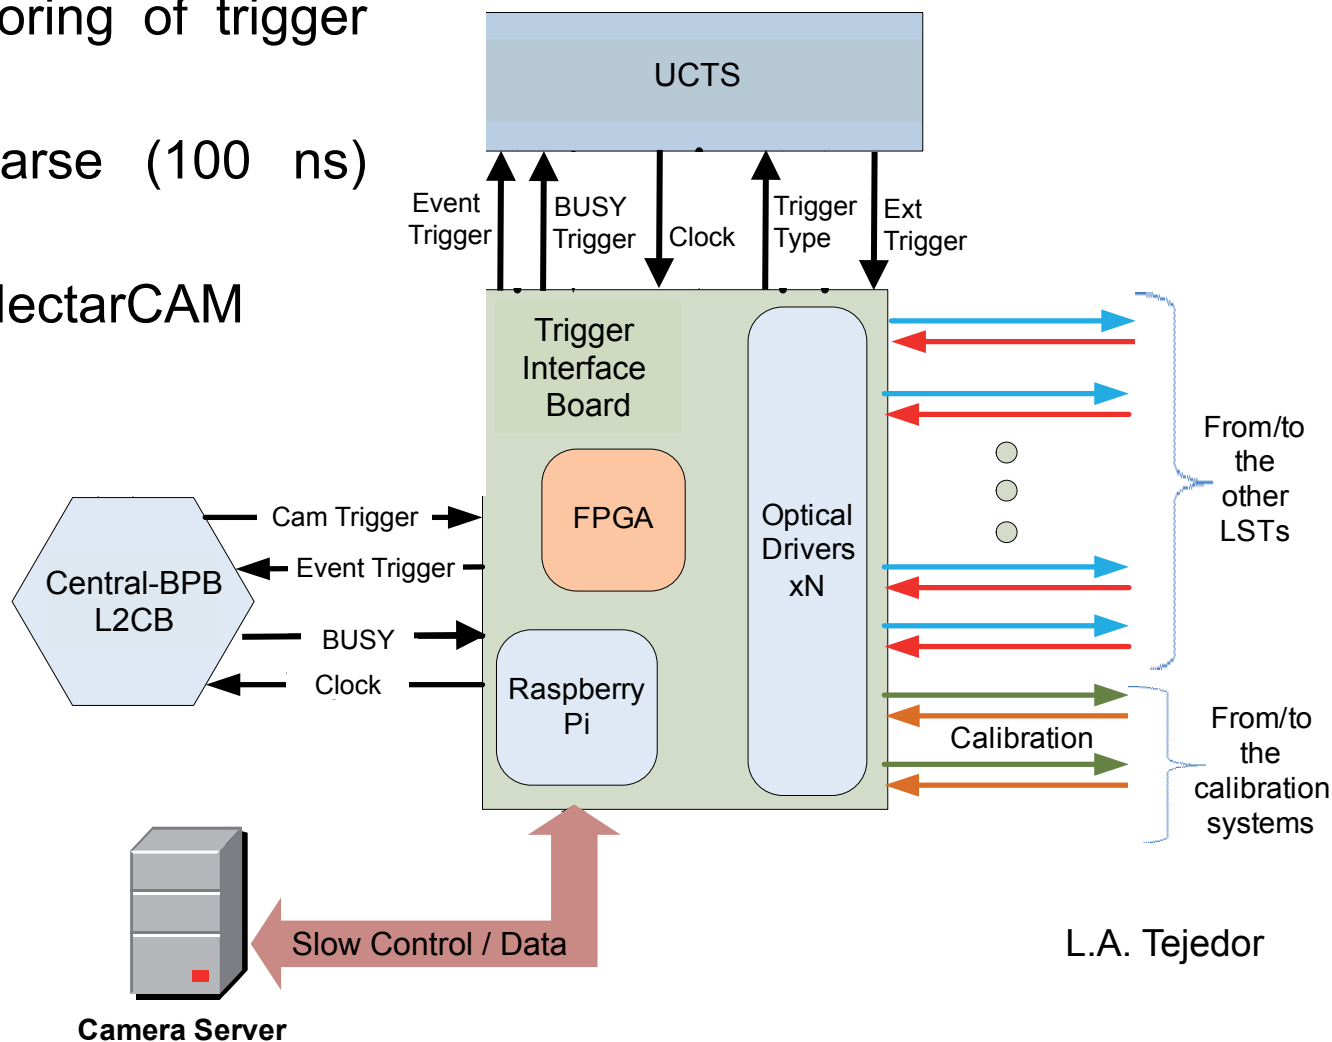 oring of trigger
arse (100 ns)
lectarCAM
UCTS
Event
Trigger
BUSY
Trigger
Clock
Trigger
Type
Ext
Trigger
Trigger
Interface
Board
FPGA
Optical
Drivers
xN
Raspberry
Pi
From/to
the
other
LSTs
Cam Trigger
Event Trigger
BUSY
Clock
Central-BPB
L2CB
Calibration
From/to
the
calibration
systems
Slow Control / Data
L.A. Tejedor
Camera Server